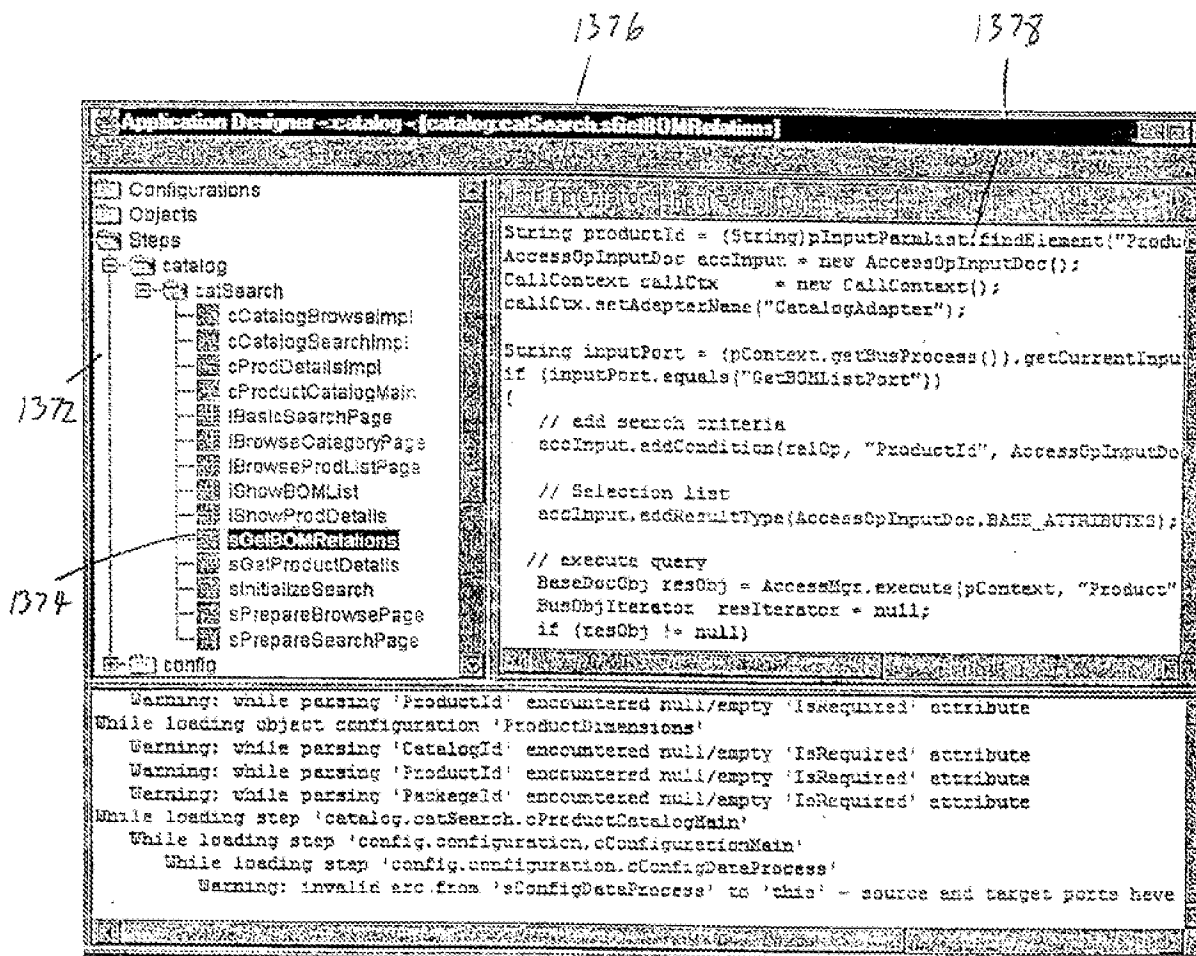 1376
1378
Application Designer - catalog - [catalog.catSearch.sGetBOMRelations]
Configurations
Objects
Steps
catalog
catSearch
cCatalogBrowseImpl
cCatalogSearchImpl
cProdDetailsImpl
cProductCatalogMain
iBasicSearchPage
iBrowseCategoryPage
iBrowseProdListPage
iShowBOMList
iShowProdDetails
sGetBOMRelations
sGetProductDetails
sInitializeSearch
sPrepareBrowsePage
sPrepareSearchPage
config
1372
1374
String productId = (String)pInputParmList.findElement("Produ
AccessOpInputDoc accInput = new AccessOpInputDoc();
CallContext callCtx = new CallContext();
callCtx.setAdapterName("CatalogAdapter");
String inputPort = (pContext.getBusProcess()).getCurrentInpu
if (inputPort.equals("GetBOMListPort"))
{
// add search criteria
accInput.addCondition(relOp, "ProductId", AccessOpInputDo
// Selection list
accInput.addResultType(AccessOpInputDoc.BASE_ATTRIBUTES);
// execute query
BaseDocObj resObj = AccessMgr.execute(pContext, "Product"
BusObjIterator resIterator = null;
if (resObj != null)
Warning: while parsing 'ProductId' encountered null/empty 'IsRequired' attribute
While loading object configuration 'ProductDimensions'
Warning: while parsing 'CatalogId' encountered null/empty 'IsRequired' attribute
Warning: while parsing 'ProductId' encountered null/empty 'IsRequired' attribute
Warning: while parsing 'PackageId' encountered null/empty 'IsRequired' attribute
While loading step 'catalog.catSearch.cProductCatalogMain'
While loading step 'config.configuration.cConfigurationMain'
While loading step 'config.configuration.cConfigDataProcess'
Warning: invalid arc from 'sConfigDataProcess' to 'this' - source and target ports have